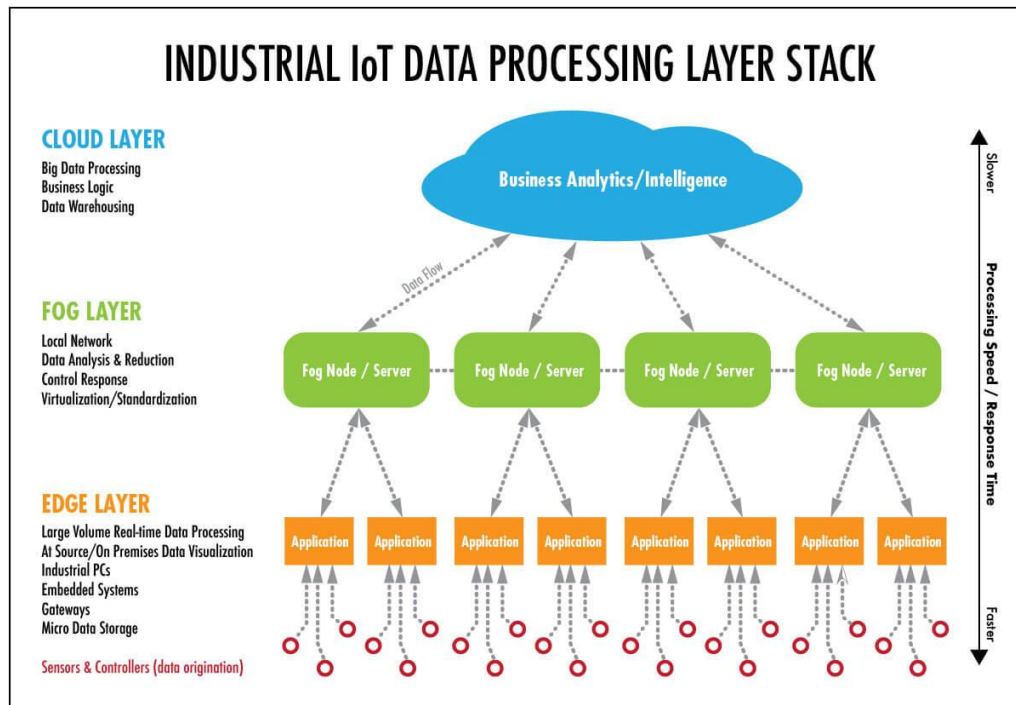 INDUSTRIAL IoT DATA PROCESSING LAYER STACK
CLOUD LAYER
Big Data Processing
Business Logic
Data Warehousing
Business Analytics/Intelligence
Slower
Data Flow
Processing Speed / Response Time
FOG LAYER
Local Network
Data Analysis & Reduction
Control Response
Virtualization/Standardization
Fog Node / Server
Fog Node / Server
Fog Node / Server
Fog Node / Server
EDGE LAYER
Large Volume Real-time Data Processing
At Source/On Premises Data Visualization
Industrial PCs
Embedded Systems
Gateways
Micro Data Storage
Application
Application
Application
Application
Application
Application
Application
Application
Faster
Sensors & Controllers (data origination)